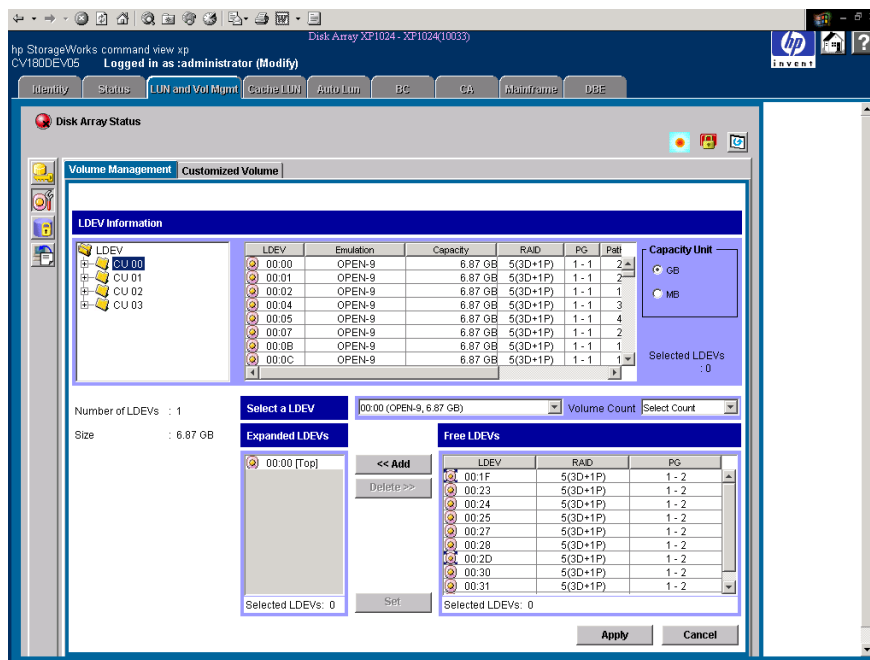 Disk Array XP1024 - XP1024(10033)
hp StorageWorks command view xp
CV180DEV05 Logged in as :administrator (Modify)
hp
invent
Identity Status LUN and Vol Mgmt Cache LUN Auto Lun BC CA Mainframe DBE
Disk Array Status
Volume Management Customized Volume
LDEV Information
LDEV
CU 00
CU 01
CU 02
CU 03
LDEV Emulation Capacity RAID PG Path
00:00 OPEN-9 6.87 GB 5(3D+1P) 1 - 1 2
00:01 OPEN-9 6.87 GB 5(3D+1P) 1 - 1 2
00:02 OPEN-9 6.87 GB 5(3D+1P) 1 - 1 1
00:04 OPEN-9 6.87 GB 5(3D+1P) 1 - 1 3
00:05 OPEN-9 6.87 GB 5(3D+1P) 1 - 1 4
00:07 OPEN-9 6.87 GB 5(3D+1P) 1 - 1 2
00:0B OPEN-9 6.87 GB 5(3D+1P) 1 - 1 1
00:0C OPEN-9 6.87 GB 5(3D+1P) 1 - 1 1
Capacity Unit
GB
MB
Selected LDEVs
: 0
Number of LDEVs : 1
Size : 6.87 GB
Select a LDEV
00:00 (OPEN-9, 6.87 GB)
Volume Count
Select Count
Expanded LDEVs
00:00 [Top]
Selected LDEVs: 0
<< Add
Delete >>
Set
Free LDEVs
LDEV RAID PG
00:1F 5(3D+1P) 1 - 2
00:23 5(3D+1P) 1 - 2
00:24 5(3D+1P) 1 - 2
00:25 5(3D+1P) 1 - 2
00:27 5(3D+1P) 1 - 2
00:28 5(3D+1P) 1 - 2
00:2D 5(3D+1P) 1 - 2
00:30 5(3D+1P) 1 - 2
00:31 5(3D+1P) 1 - 2
Selected LDEVs: 0
Apply Cancel